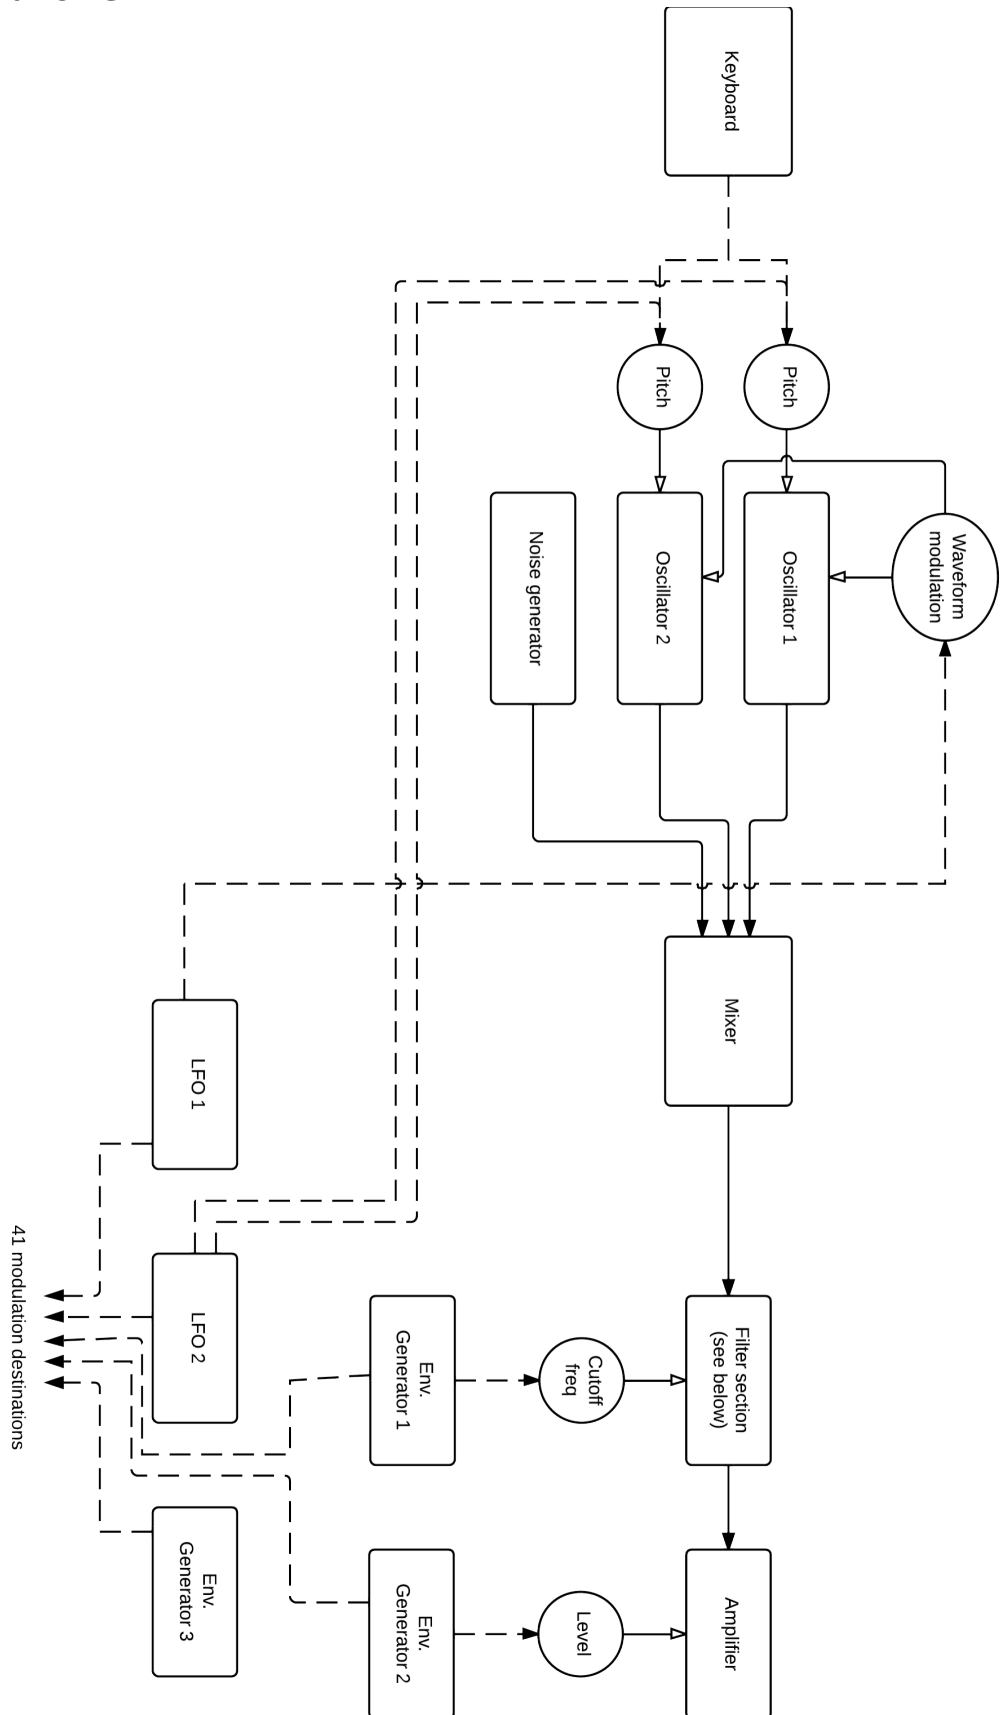 Keyboard
Pitch
Pitch
Waveform
modulation
Oscillator 1
Oscillator 2
Noise generator
Mixer
LFO 1
LFO 2
Filter section
(see below)
Cutoff
freq
Env.
Generator 1
Amplifier
Level
Env.
Generator 2
Env.
Generator 3
41 modulation destinations